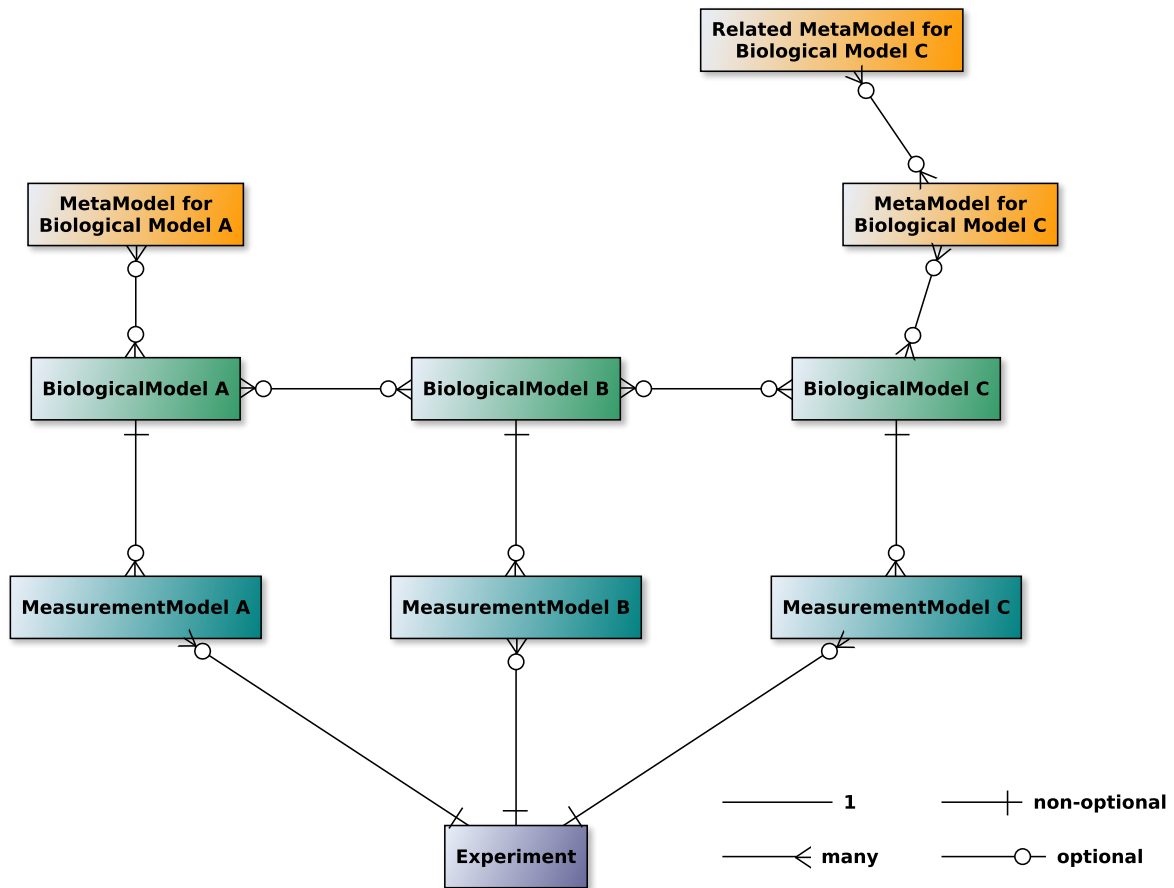 Related MetaModel for
Biological Model C
MetaModel for
Biological Model A
MetaModel for
Biological Model C
BiologicalModel A
BiologicalModel B
BiologicalModel C
MeasurementModel A
MeasurementModel B
MeasurementModel C
1
non-optional
Experiment
many
optional